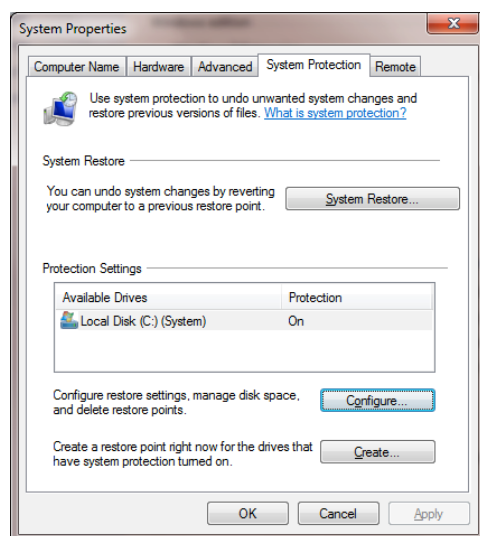 System Properties
Computer Name Hardware Advanced System Protection Remote
Use system protection to undo unwanted system changes and
restore previous versions of files. What is system protection?
System Restore
You can undo system changes by reverting
your computer to a previous restore point.
System Restore...
Protection Settings
Available Drives Protection
Local Disk (C:) (System) On
Configure restore settings, manage disk space,
and delete restore points.
Configure...
Create a restore point right now for the drives that
have system protection turned on.
Create...
OK Cancel Apply